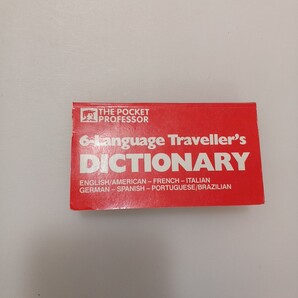 THE POCKET
PROFESSOR
6-Language Traveller's
DICTIONARY
ENGLISH/AMERICAN – FRENCH – ITALIAN
GERMAN – SPANISH – PORTUGUESE/BRAZILIAN